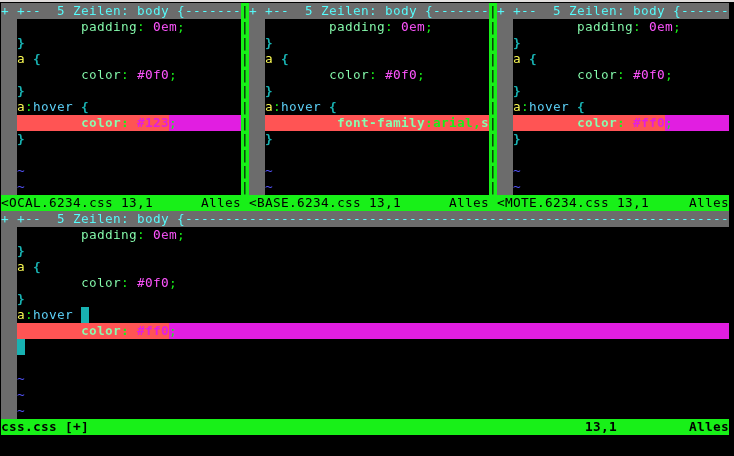 + +--  5 Zeilen: body {-------
padding: 0em;
}
a {
color: #0f0;
}
a:hover {
color: #123;
}
~
~
<OCAL.6234.css 13,1      Alles
+ +--  5 Zeilen: body {-------
padding: 0em;
}
a {
color: #0f0;
}
a:hover {
font-family:ariel,s
}
~
~
<BASE.6234.css 13,1      Alles
+ +--  5 Zeilen: body {------
padding: 0em;
}
a {
color: #0f0;
}
a:hover {
color: #ff0;
}
~
~
<MOTE.6234.css 13,1     Alles
+ +--  5 Zeilen: body {--------------------------------------------------------------------
padding: 0em;
}
a {
color: #0f0;
}
a:hover
color: #ff0;
~
~
~
css.css [+] 13,1 Alles